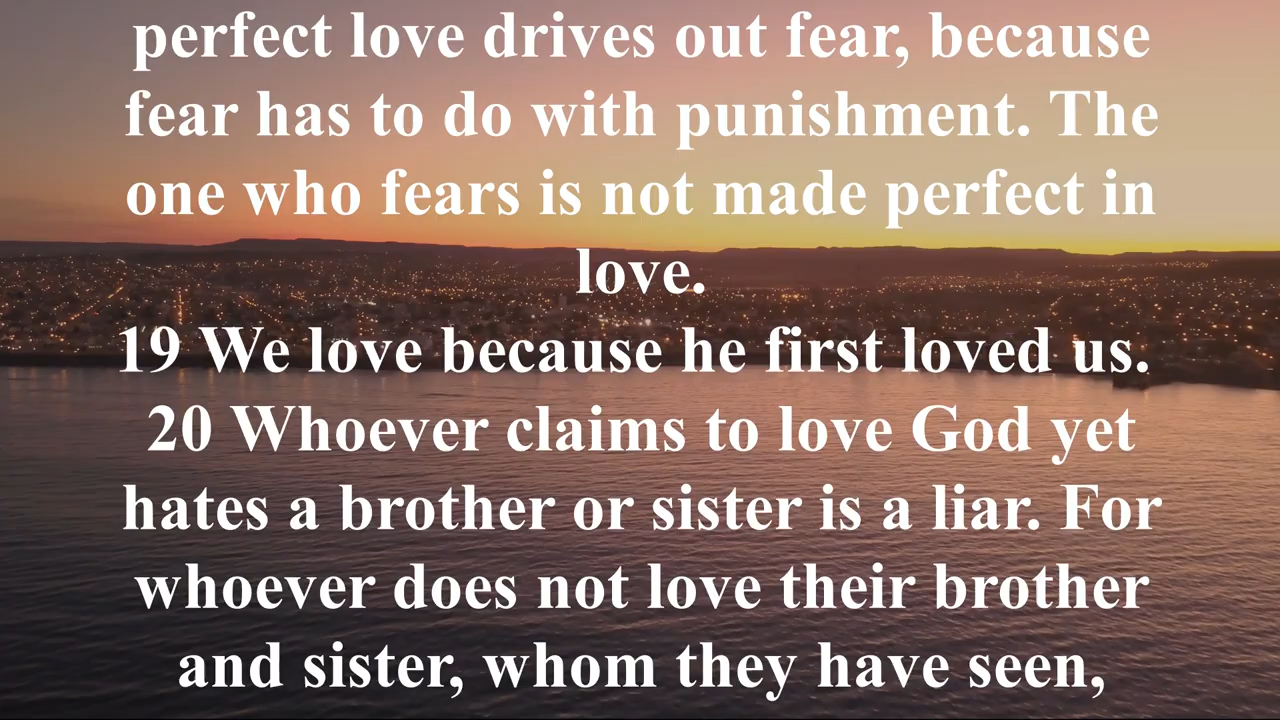 perfect love drives out fear, because
fear has to do with punishment. The
one who fears is not made perfect in
love.
19 We love because he first loved us.
20 Whoever claims to love God yet
hates a brother or sister is a liar. For
whoever does not love their brother
and sister, whom they have seen,